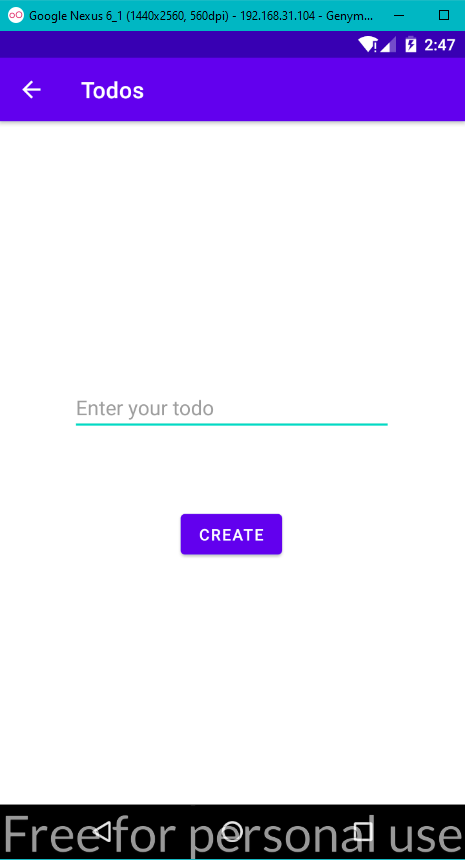 Google Nexus 6_1 (1440x2560, 560dpi) - 192.168.31.104 - Genym...
2:47
Todos
Enter your todo
CREATE
Free for personal use